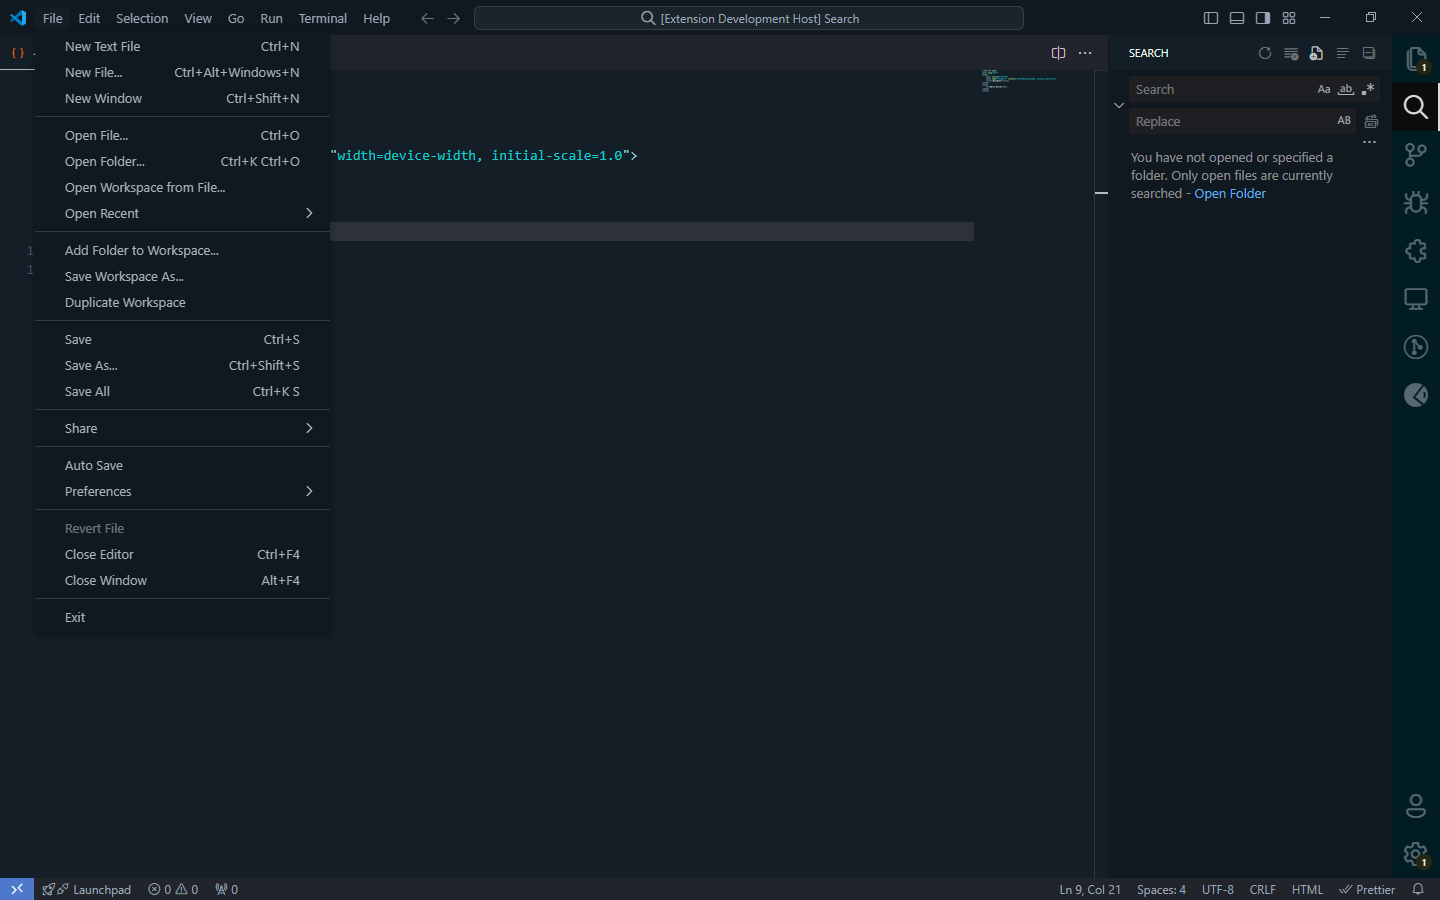 File Edit Selection View Go Run Terminal Help
[Extension Development Host] Search
New Text File Ctrl+N
New File... Ctrl+Alt+Windows+N
New Window Ctrl+Shift+N
Open File... Ctrl+O
Open Folder... Ctrl+K Ctrl+O
Open Workspace from File...
Open Recent
Add Folder to Workspace...
Save Workspace As...
Duplicate Workspace
Save Ctrl+S
Save As... Ctrl+Shift+S
Save All Ctrl+K S
Share
Auto Save
Preferences
Revert File
Close Editor Ctrl+F4
Close Window Alt+F4
Exit
1
1
"width=device-width, initial-scale=1.0">
SEARCH
Search Aa ab
Replace AB
You have not opened or specified a
folder. Only open files are currently
searched - Open Folder
1
1
Launchpad 0 0 0
Ln 9, Col 21 Spaces: 4 UTF-8 CRLF HTML Prettier